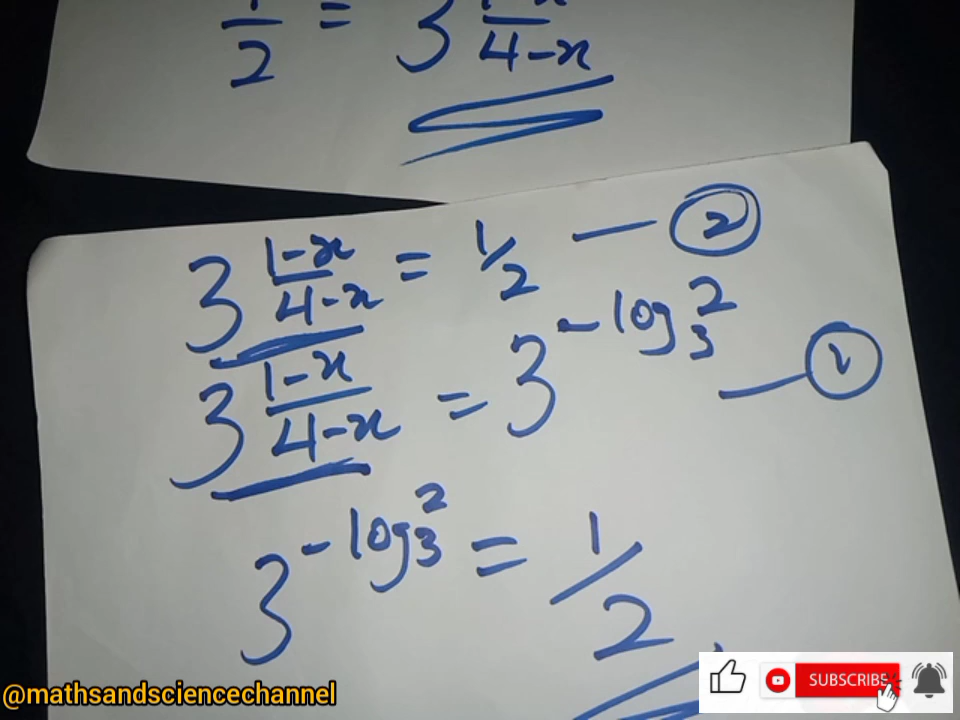 1/2 = 3^((1-x)/(4-x))
3^((1-x)/(4-x)) = 1/2 — ②
3^((1-x)/(4-x)) = 3^(-log₃2) — ①
3^(-log₃2) = 1/2
SUBSCRIBE
@mathsandsciencechannel